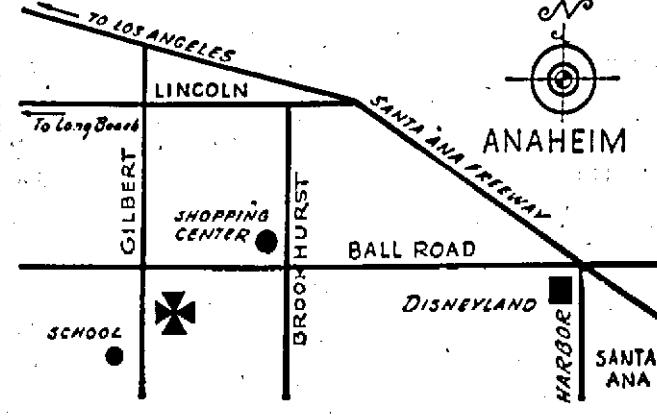 N
TO LOS ANGELES
LINCOLN
To Long Beach
SANTA ANA FREEWAY
ANAHEIM
GILBERT
SHOPPING
CENTER
BROOKHURST
BALL ROAD
DISNEYLAND
HARBOR
SCHOOL
SANTA
ANA